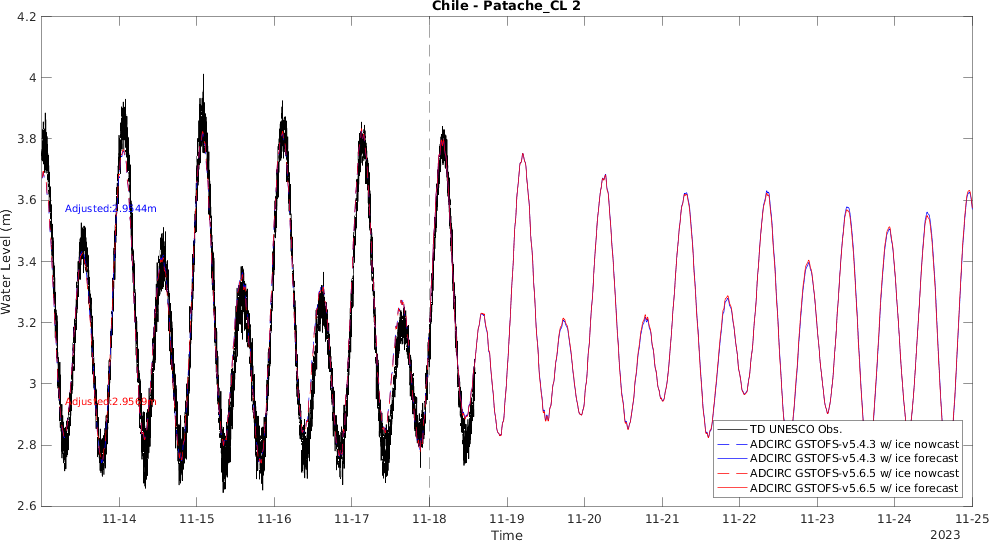 Chile - Patache_CL 2
4.2
4
3.8
3.6
3.4
3.2
3
2.8
2.6
Water Level (m)
Adjusted:2.9544m
Adjusted:2.9569m
TD UNESCO Obs.
ADCIRC GSTOFS-v5.4.3 w/ ice nowcast
ADCIRC GSTOFS-v5.4.3 w/ ice forecast
ADCIRC GSTOFS-v5.6.5 w/ ice nowcast
ADCIRC GSTOFS-v5.6.5 w/ ice forecast
11-14 11-15 11-16 11-17 11-18 11-19 11-20 11-21 11-22 11-23 11-24 11-25
Time
2023